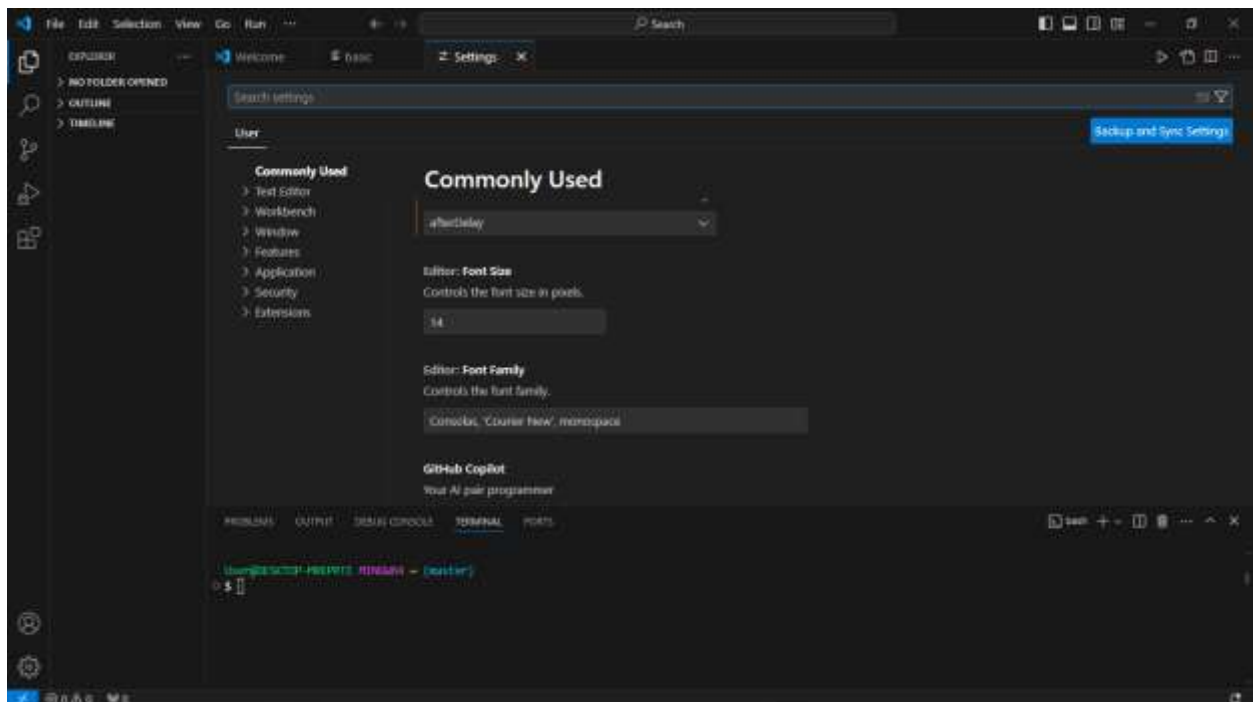 File Edit Selection View Go Run ···
Search
EXPLORER ···
NO FOLDER OPENED
OUTLINE
TIMELINE
Welcome basic Settings
Search settings
User
Backup and Sync Settings
Commonly Used
Text Editor
Workbench
Window
Features
Application
Security
Extensions
Commonly Used
afterDelay
Editor: Font Size
Controls the font size in pixels.
14
Editor: Font Family
Controls the font family.
Consolas, 'Courier New', monospace
GitHub Copilot
Your AI pair programmer
PROBLEMS OUTPUT DEBUG CONSOLE TERMINAL PORTS
bash
MINGW64 ~ (master)
$
0 0 0